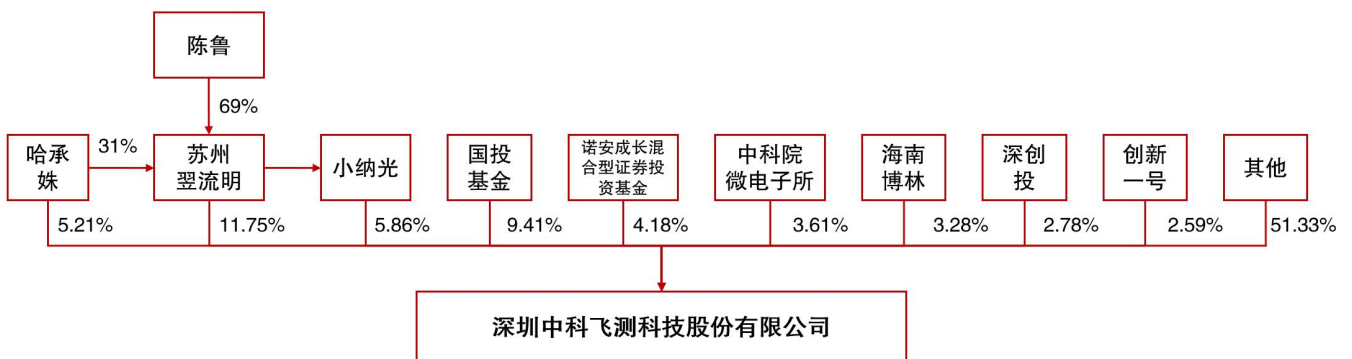 陈鲁
69%
哈承
姝
31%
苏州
翌流明
小纳光
国投
基金
诺安成长混
合型证券投
资基金
中科院
微电子所
海南
博林
深创
投
创新
一号
其他
5.21%
11.75%
5.86%
9.41%
4.18%
3.61%
3.28%
2.78%
2.59%
51.33%
深圳中科飞测科技股份有限公司